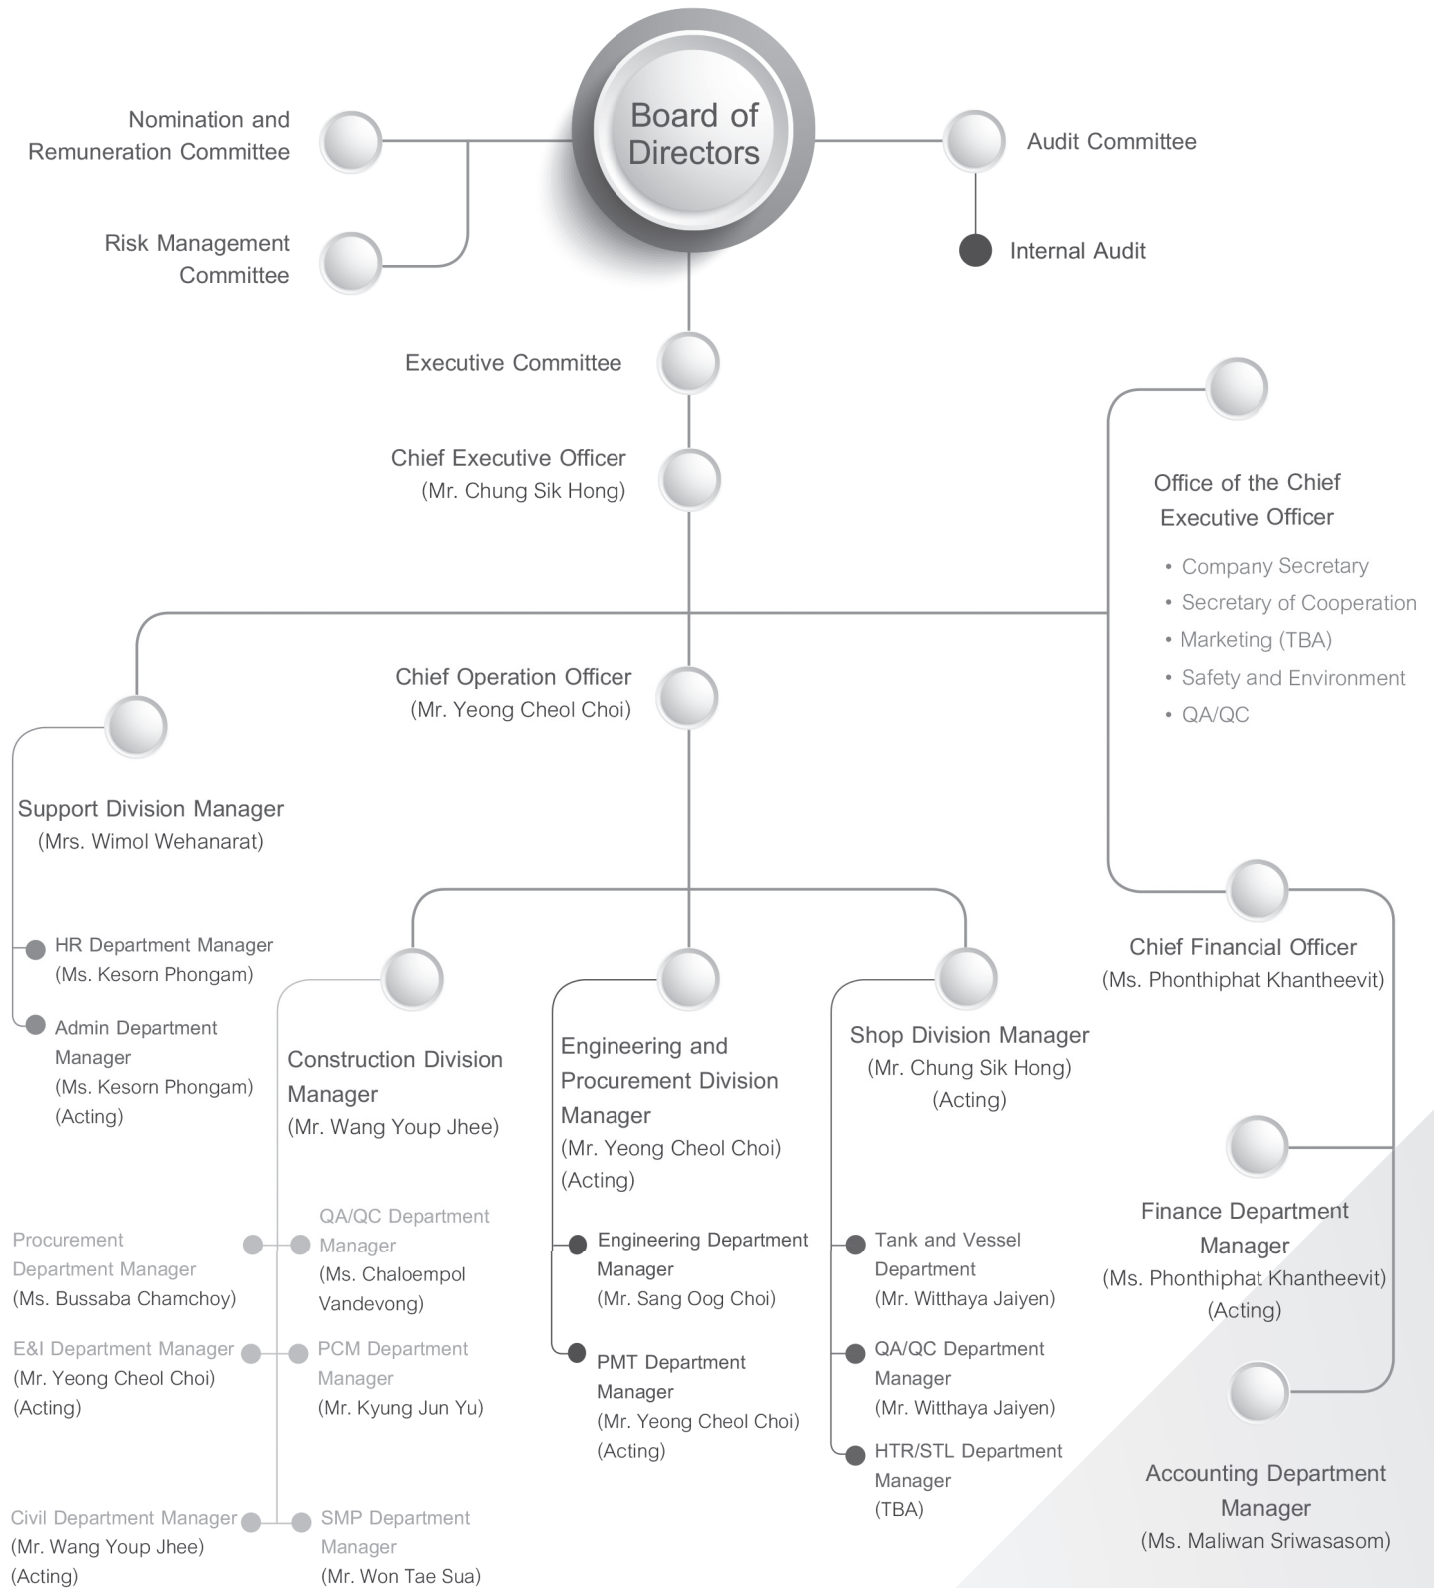 Board of
Directors
Nomination and
Remuneration Committee
Risk Management
Committee
Audit Committee
Internal Audit
Executive Committee
Chief Executive Officer
(Mr. Chung Sik Hong)
Office of the Chief
Executive Officer
• Company Secretary
• Secretary of Cooperation
• Marketing (TBA)
• Safety and Environment
• QA/QC
Chief Operation Officer
(Mr. Yeong Cheol Choi)
Support Division Manager
(Mrs. Wimol Wehanarat)
HR Department Manager
(Ms. Kesorn Phongam)
Admin Department
Manager
(Ms. Kesorn Phongam)
(Acting)
Construction Division
Manager
(Mr. Wang Youp Jhee)
Procurement
Department Manager
(Ms. Bussaba Chamchoy)
QA/QC Department
Manager
(Ms. Chaloempol
Vandevong)
E&I Department Manager
(Mr. Yeong Cheol Choi)
(Acting)
PCM Department
Manager
(Mr. Kyung Jun Yu)
Civil Department Manager
(Mr. Wang Youp Jhee)
(Acting)
SMP Department
Manager
(Mr. Won Tae Sua)
Engineering and
Procurement Division
Manager
(Mr. Yeong Cheol Choi)
(Acting)
Engineering Department
Manager
(Mr. Sang Oog Choi)
PMT Department
Manager
(Mr. Yeong Cheol Choi)
(Acting)
Shop Division Manager
(Mr. Chung Sik Hong)
(Acting)
Tank and Vessel
Department
(Mr. Witthaya Jaiyen)
QA/QC Department
Manager
(Mr. Witthaya Jaiyen)
HTR/STL Department
Manager
(TBA)
Chief Financial Officer
(Ms. Phonthiphat Khantheevit)
Finance Department
Manager
(Ms. Phonthiphat Khantheevit)
(Acting)
Accounting Department
Manager
(Ms. Maliwan Sriwasasom)